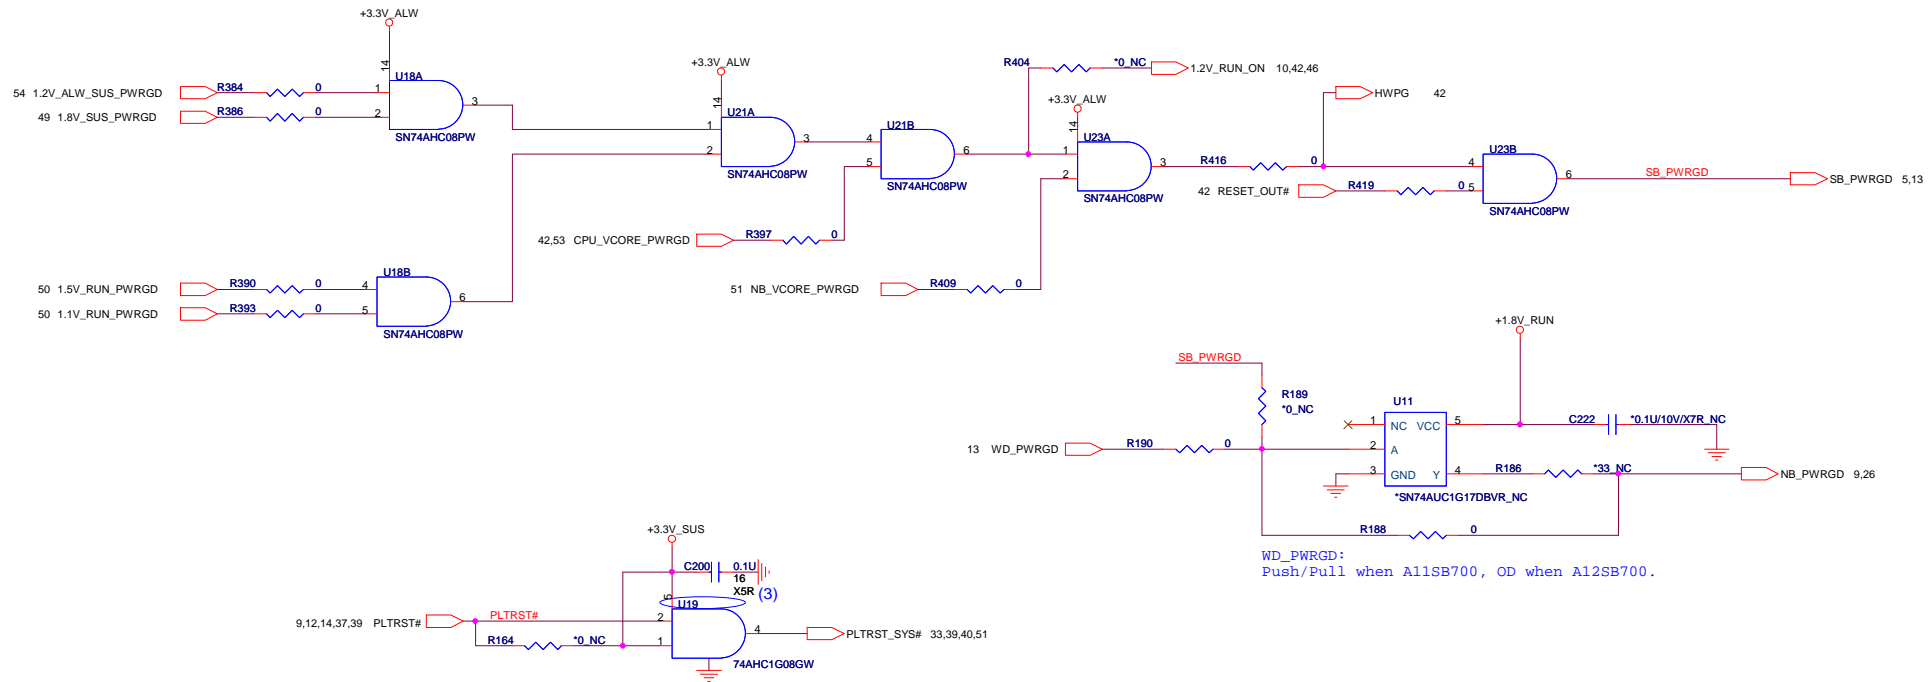 +3.3V_ALW
14
U18A
54 1.2V_ALW_SUS_PWRGD
R384
0
1
49 1.8V_SUS_PWRGD
R386
0
2
3
SN74AHC08PW
+3.3V_ALW
14
U21A
1
2
3
SN74AHC08PW
U21B
4
5
6
SN74AHC08PW
R404
*0_NC
1.2V_RUN_ON 10,42,46
+3.3V_ALW
14
U23A
1
2
3
SN74AHC08PW
R416
0
HWPG 42
42 RESET_OUT#
R419
0
U23B
4
5
6
SN74AHC08PW
SB_PWRGD
SB_PWRGD 5,13
42,53 CPU_VCORE_PWRGD
R397
0
50 1.5V_RUN_PWRGD
R390
0
4
50 1.1V_RUN_PWRGD
R393
0
5
U18B
6
SN74AHC08PW
51 NB_VCORE_PWRGD
R409
0
+1.8V_RUN
SB_PWRGD
R189
*0_NC
U11
1
NC
VCC
5
C222
*0.1U/10V/X7R_NC
13 WD_PWRGD
R190
0
2
A
3
GND
Y
4
R186
*33_NC
NB_PWRGD 9,26
*SN74AUC1G17DBVR_NC
R188
0
WD_PWRGD:
Push/Pull when A11SB700, OD when A12SB700.
+3.3V_SUS
C200
0.1U
16
X5R
(3)
5
U19
9,12,14,37,39 PLTRST#
PLTRST#
2
R164
*0_NC
1
4
PLTRST_SYS# 33,39,40,51
74AHC1G08GW